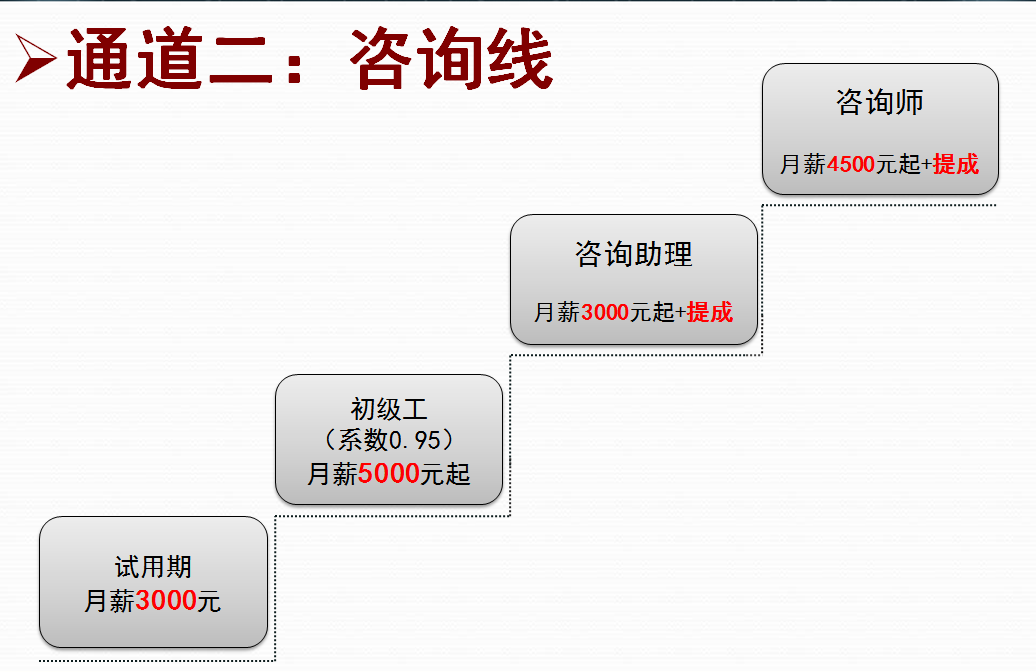 通道二：咨询线
咨询师
月薪4500元起+提成
咨询助理
月薪3000元起+提成
初级工
（系数0.95）
月薪5000元起
试用期
月薪3000元